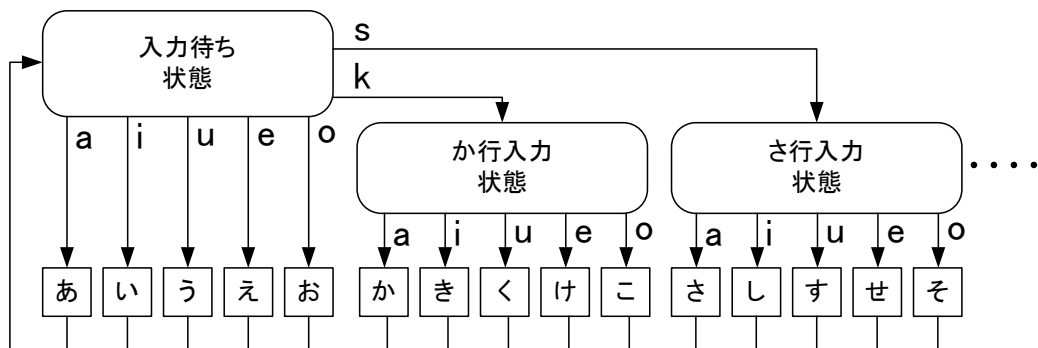 入力待ち
状態
s
k
a i u e o
か行入力
状態
さ行入力
状態
・・・・
a i u e o
a i u e o
あ い う え お か き く け こ さ し す せ そ